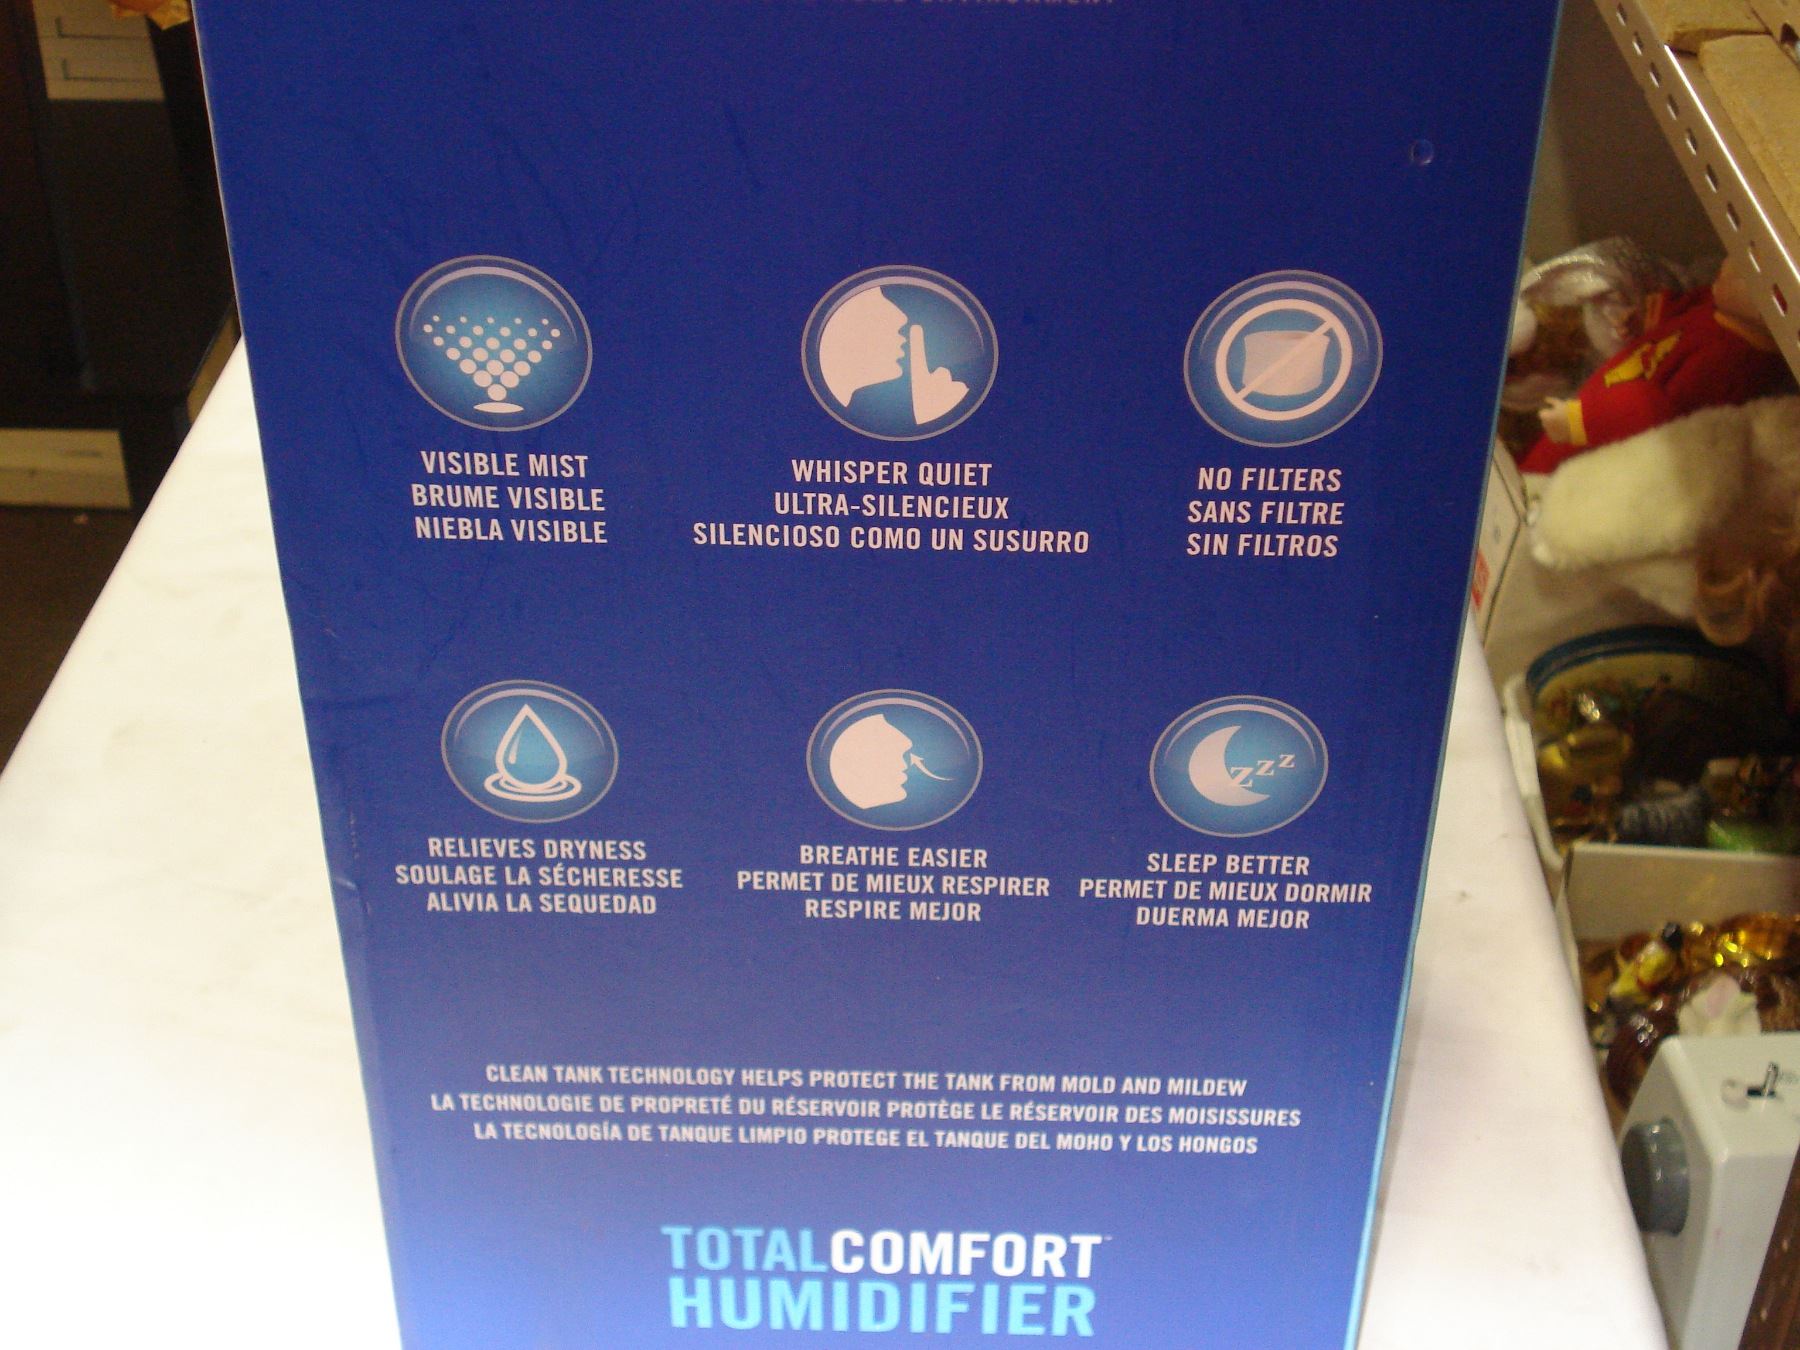 ENVIRONMENT
VISIBLE MIST
BRUME VISIBLE
NIEBLA VISIBLE
WHISPER QUIET
ULTRA-SILENCIEUX
SILENCIOSO COMO UN SUSURRO
NO FILTERS
SANS FILTRE
SIN FILTROS
zzz
RELIEVES DRYNESS
SOULAGE LA SÉCHERESSE
ALIVIA LA SEQUEDAD
BREATHE EASIER
PERMET DE MIEUX RESPIRER
RESPIRE MEJOR
SLEEP BETTER
PERMET DE MIEUX DORMIR
DUERMA MEJOR
CLEAN TANK TECHNOLOGY HELPS PROTECT THE TANK FROM MOLD AND MILDEW
LA TECHNOLOGIE DE PROPRETÉ DU RÉSERVOIR PROTÈGE LE RÉSERVOIR DES MOISISSURES
LA TECNOLOGÍA DE TANQUE LIMPIO PROTEGE EL TANQUE DEL MOHO Y LOS HONGOS
TOTALCOMFORT™
HUMIDIFIER